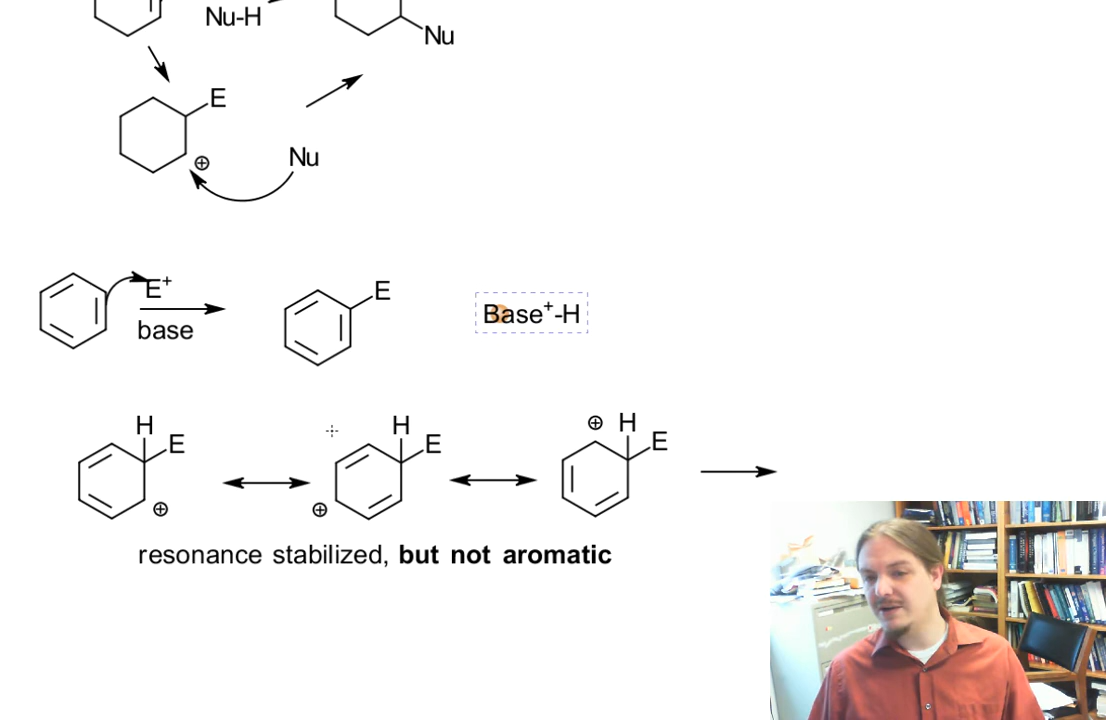 Nu-H
Nu
E
⊕
Nu
E⁺
base
E
Base⁺-H
H
E
⊕
H
E
⊕
⊕
H
E
resonance stabilized, but not aromatic